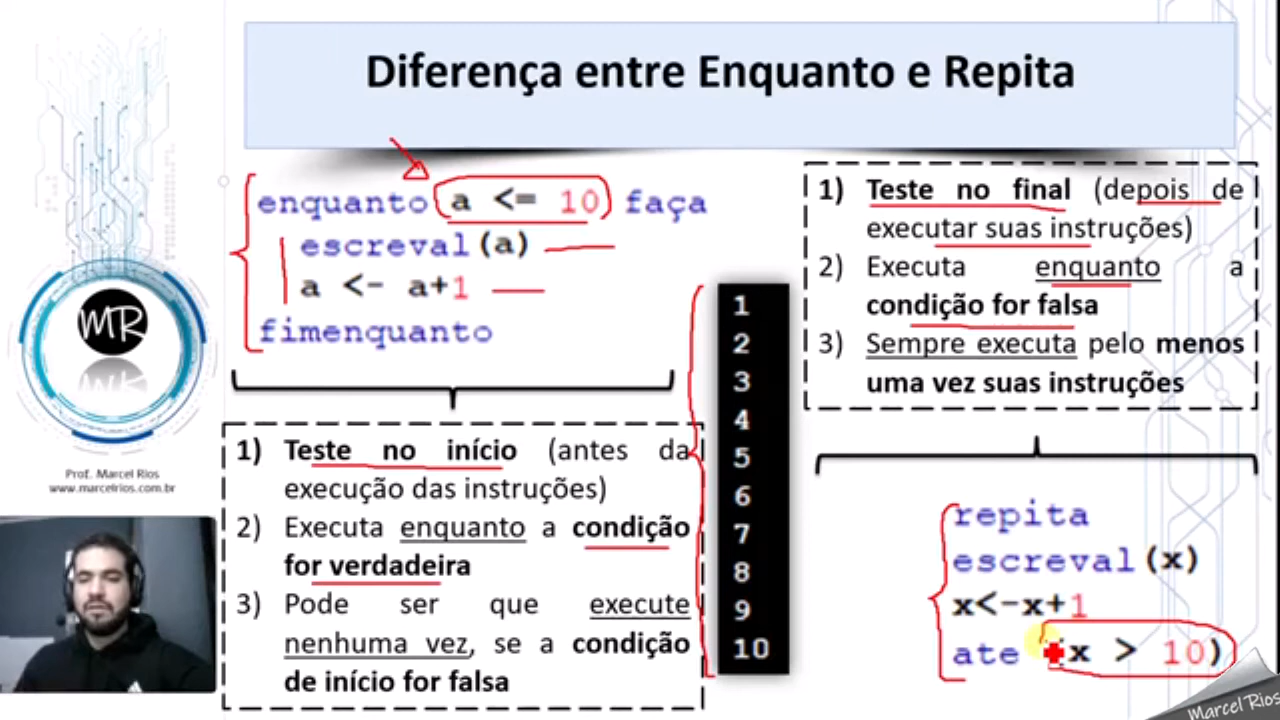 Diferença entre Enquanto e Repita
enquanto a <= 10 faça
escreval(a)
a <- a+1
fimenquanto
1) Teste no início (antes da
execução das instruções)
2) Executa enquanto a condição
for verdadeira
3) Pode ser que execute
nenhuma vez, se a condição
de início for falsa
1
2
3
4
5
6
7
8
9
10
1) Teste no final (depois de
executar suas instruções)
2) Executa enquanto a
condição for falsa
3) Sempre executa pelo menos
uma vez suas instruções
repita
escreval(x)
x<-x+1
ate (x > 10)
MR
Prof. Marcel Rios
www.marcelrios.com.br
Marcel Rios